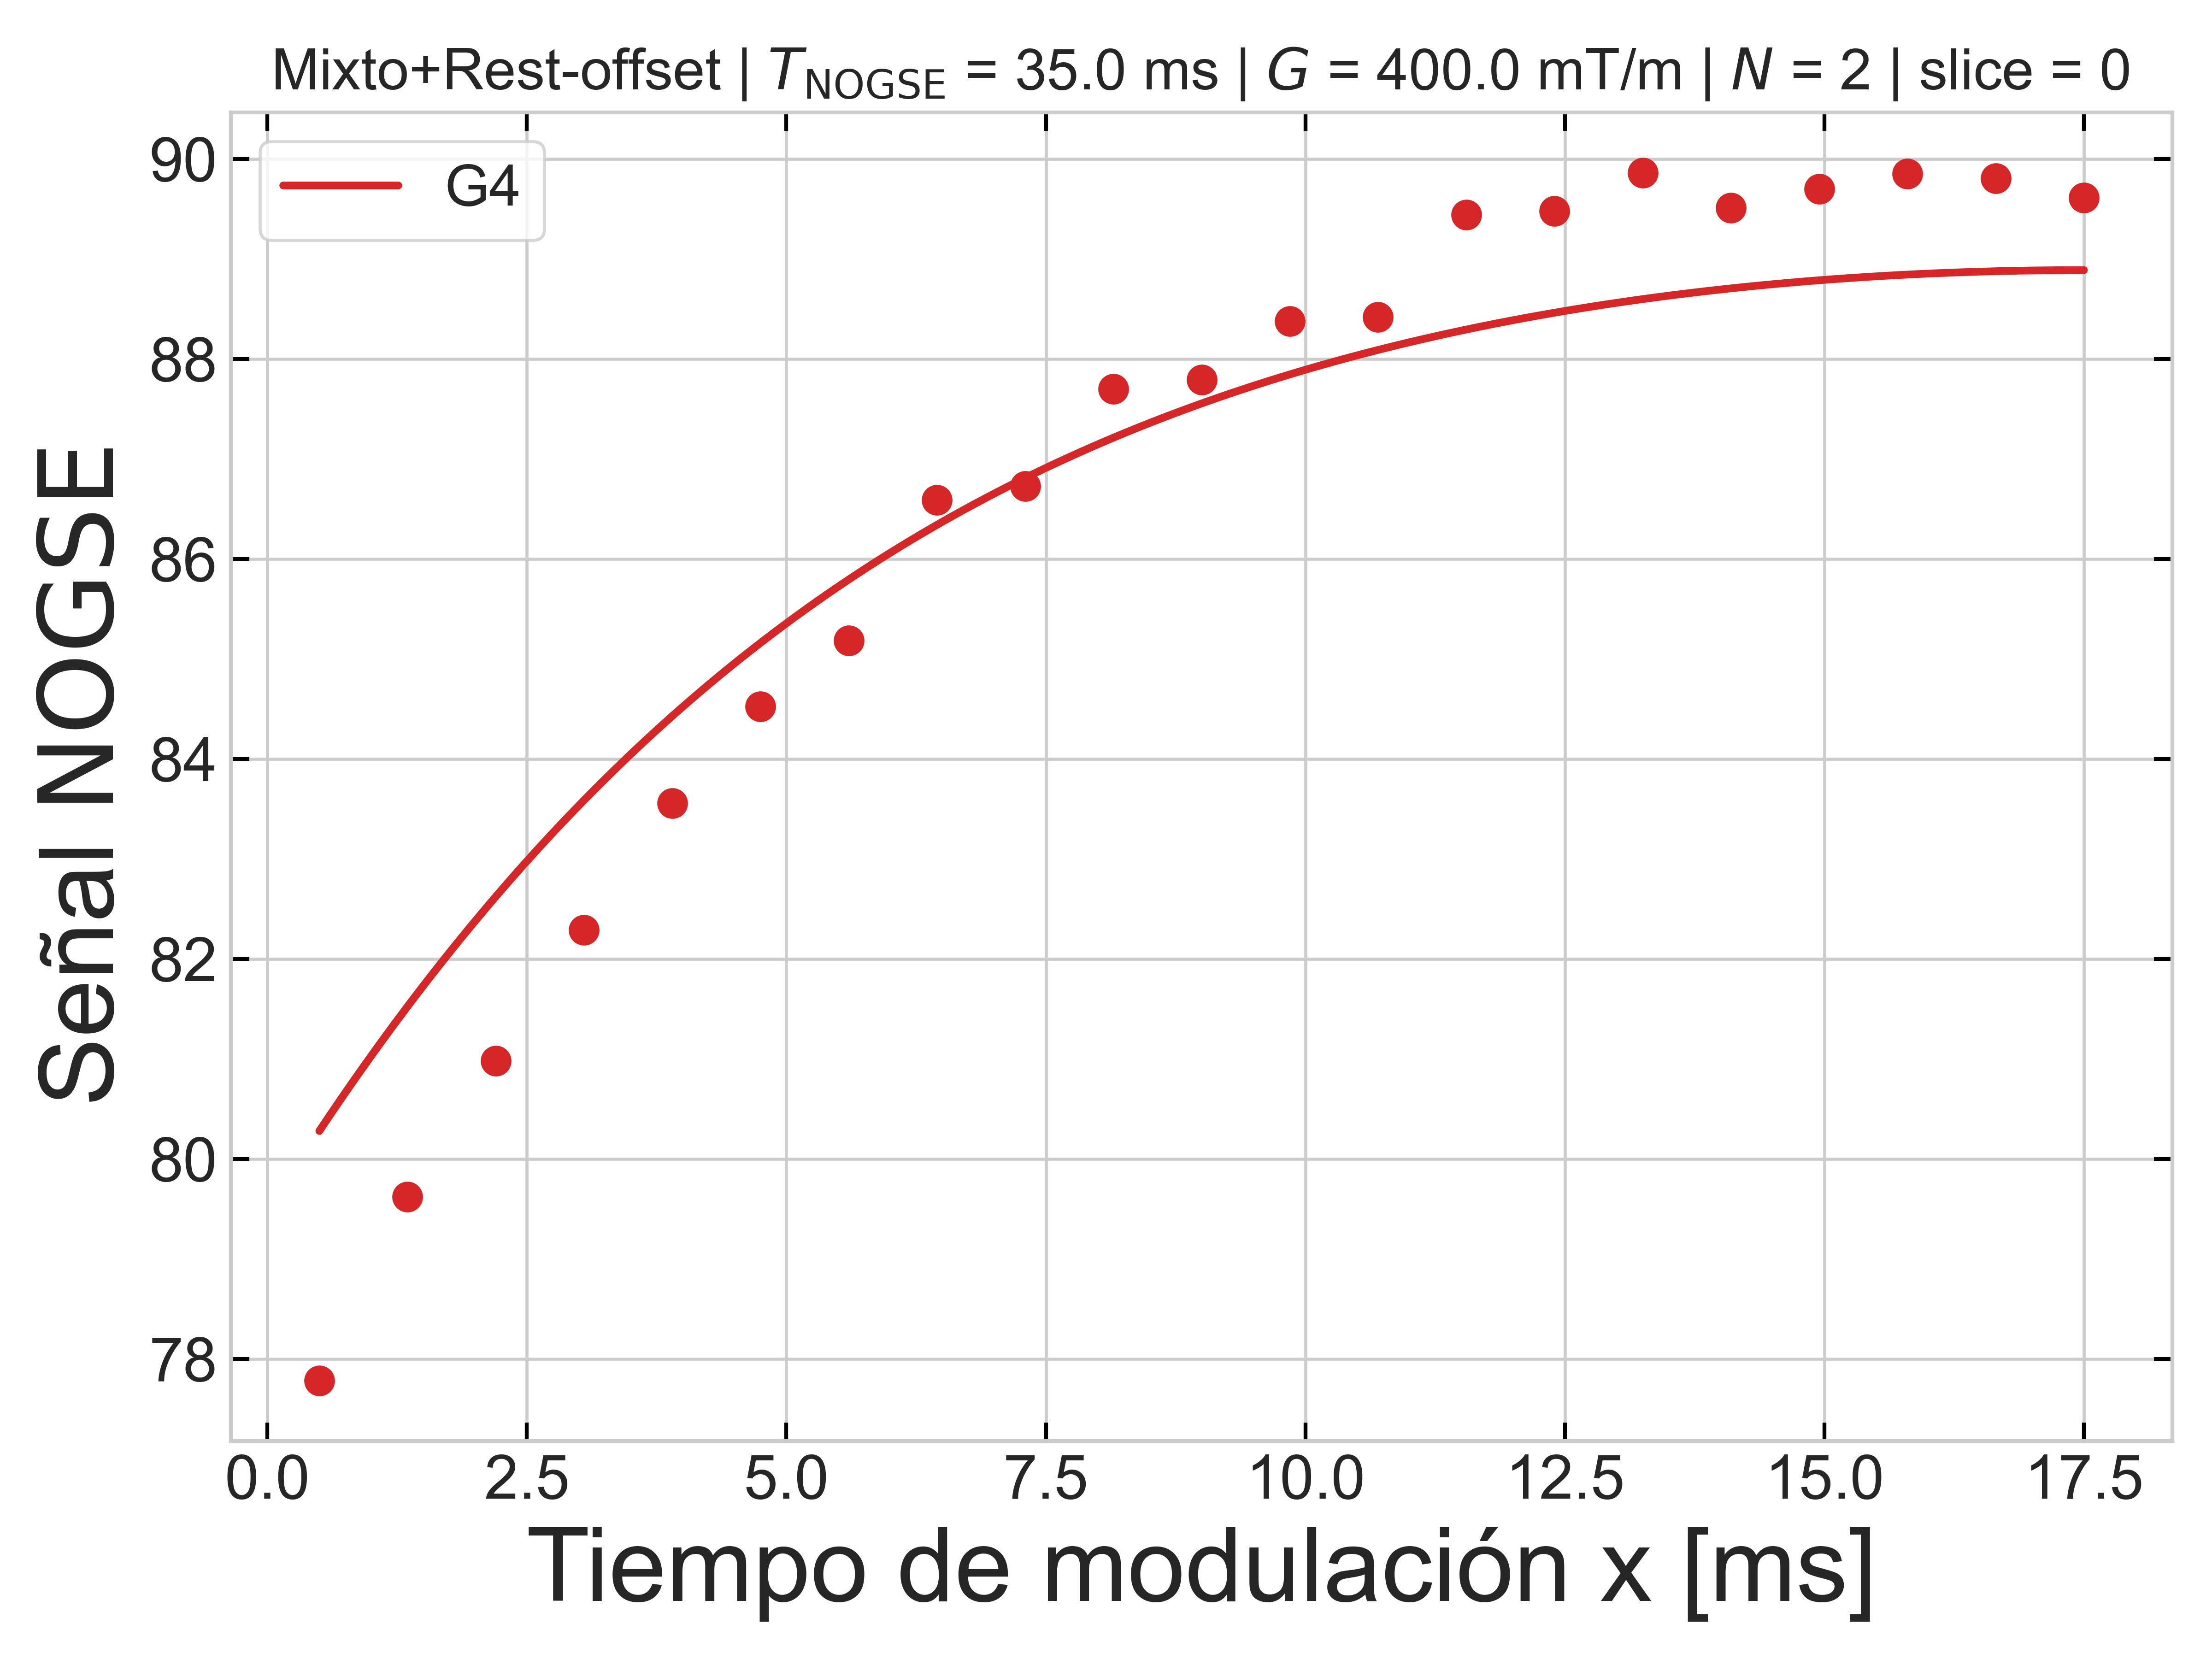 Mixto+Rest-offset | T_NOGSE = 35.0 ms | G = 400.0 mT/m | N = 2 | slice = 0
G4
90
88
86
84
82
80
78
Señal NOGSE
0.0 2.5 5.0 7.5 10.0 12.5 15.0 17.5
Tiempo de modulación x [ms]